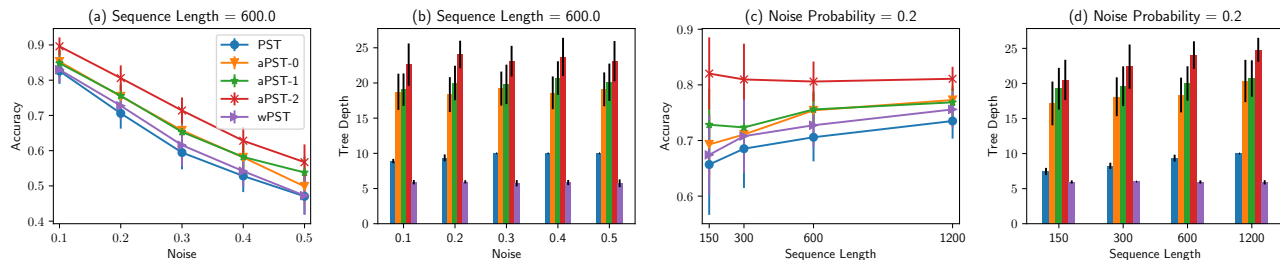 (a) Sequence Length = 600.0
Accuracy
0.9
0.8
0.7
0.6
0.5
0.4
0.1 0.2 0.3 0.4 0.5
Noise
PST
aPST-0
aPST-1
aPST-2
wPST
(b) Sequence Length = 600.0
Tree Depth
25
20
15
10
5
0
0.1 0.2 0.3 0.4 0.5
Noise
(c) Noise Probability = 0.2
Accuracy
0.9
0.8
0.7
0.6
150 300 600 1200
Sequence Length
(d) Noise Probability = 0.2
Tree Depth
25
20
15
10
5
0
150 300 600 1200
Sequence Length